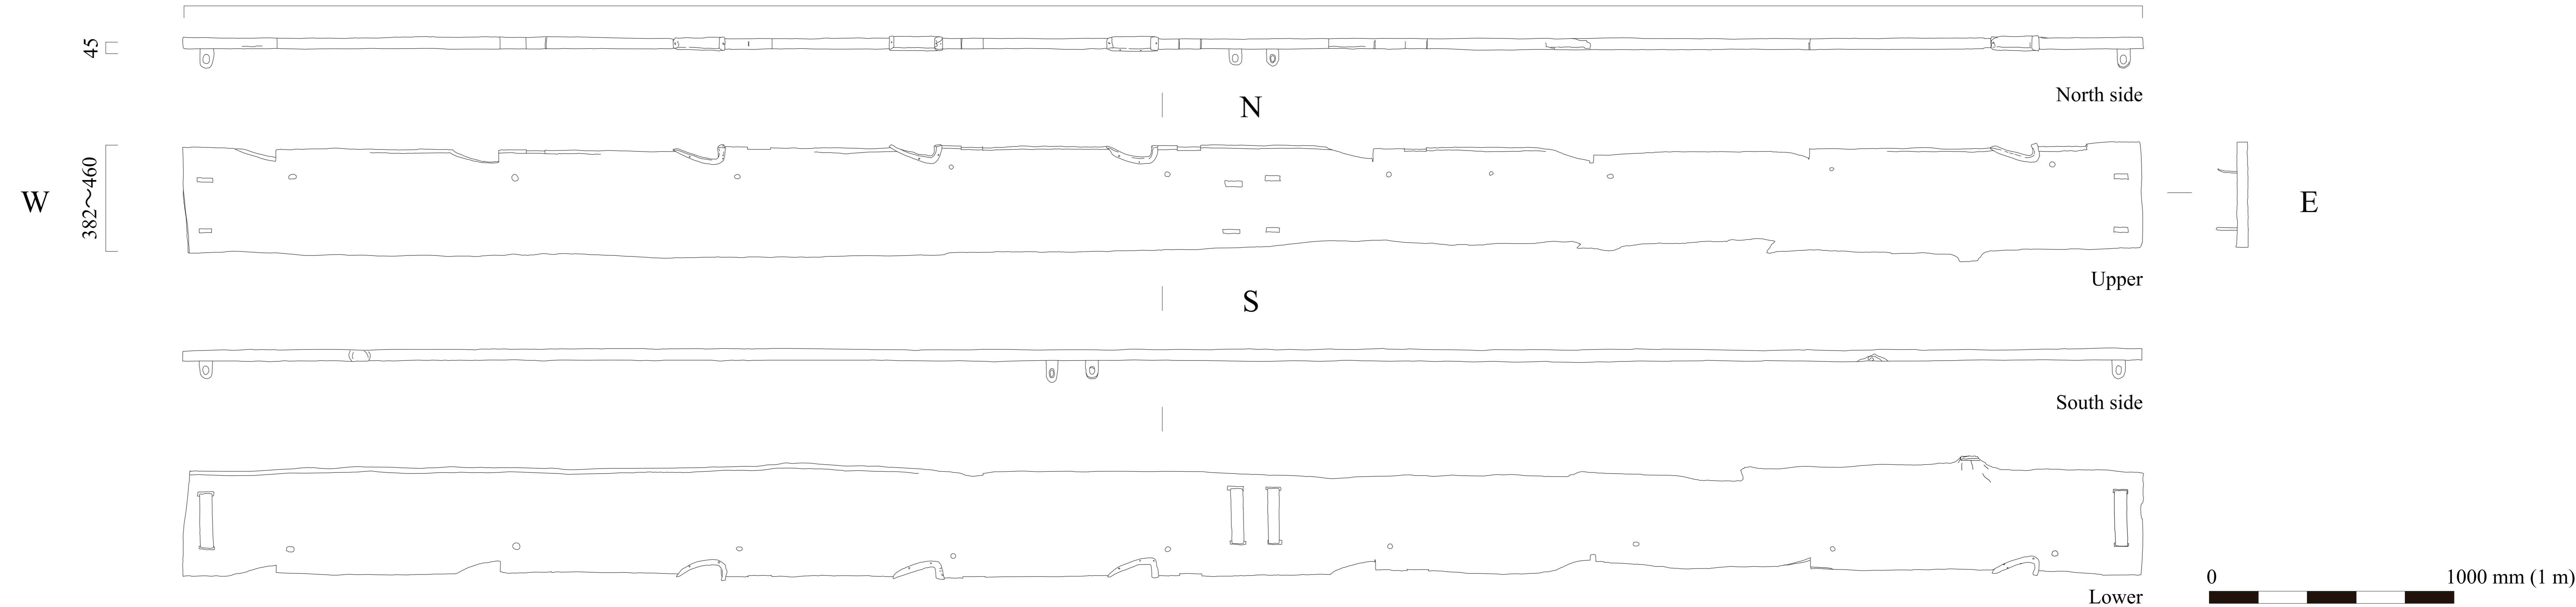 45
North side
N
W
382〜460
E
Upper
S
South side
0 1000 mm (1 m)
Lower